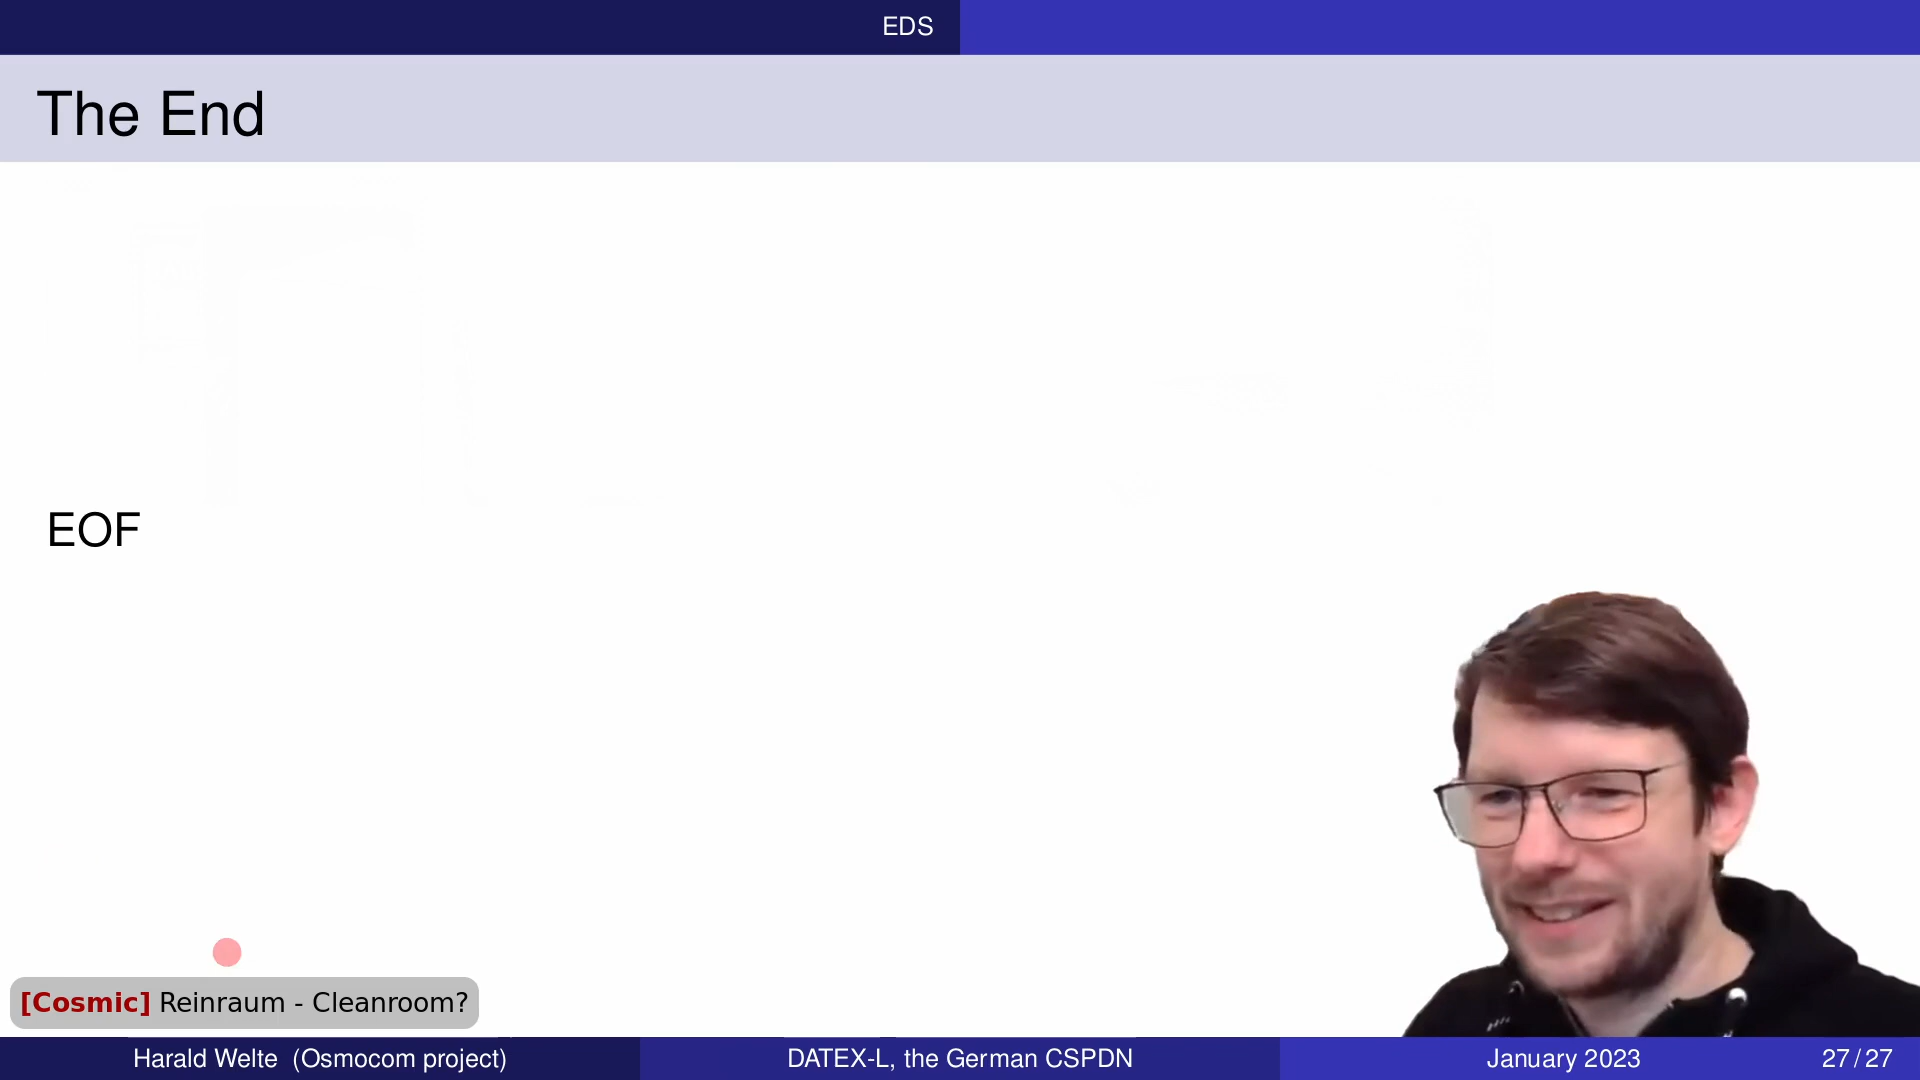 EDS
The End
EOF
[Cosmic] Reinraum - Cleanroom?
Harald Welte (Osmocom project)
DATEX-L, the German CSPDN
January 2023
27/27